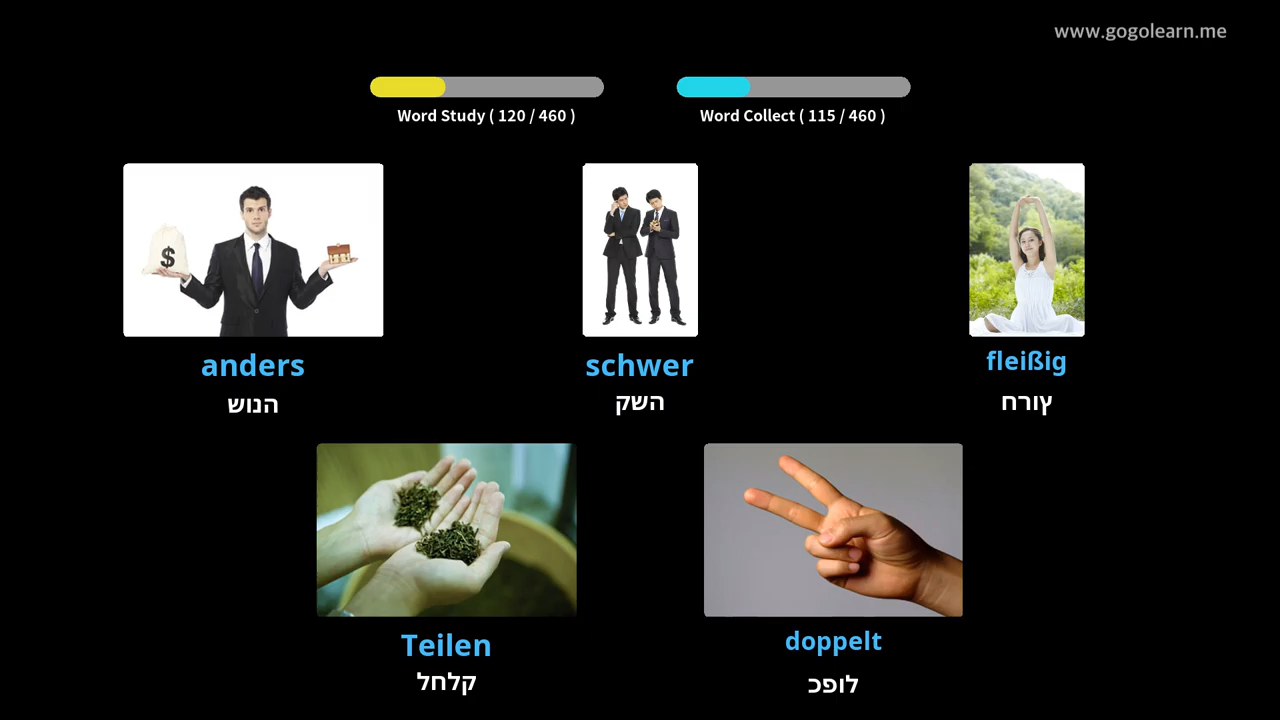 www.gogolearn.me
Word Study ( 120 / 460 )
Word Collect ( 115 / 460 )
anders
הנוש
schwer
השק
fleißig
ץורח
Teilen
קלחל
doppelt
לופכ